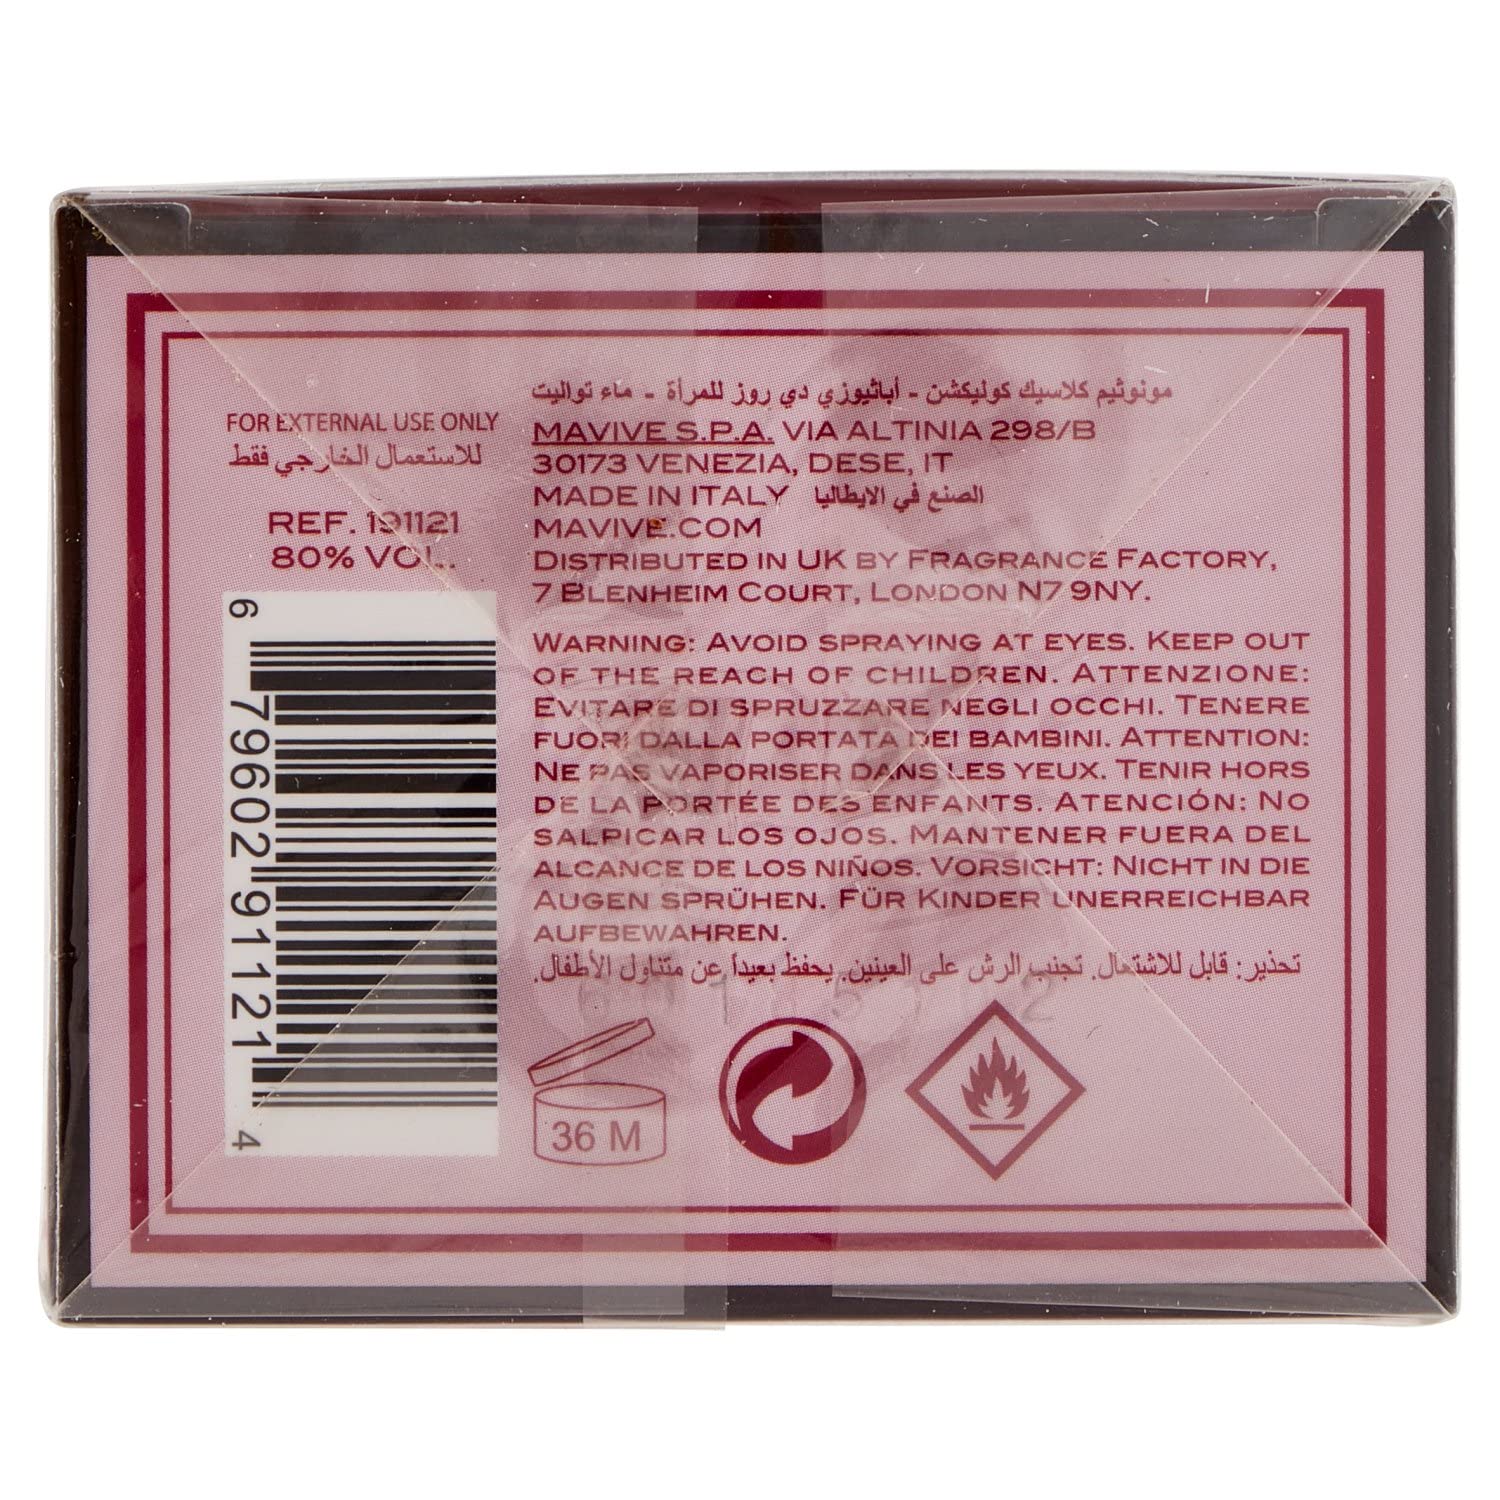 FOR EXTERNAL USE ONLY
للاستعمال الخارجي فقط
REF. 191121
80% VOL.
6 79602 91121 4
مونوثيم كلاسيك كوليكشن - أباثيوزي دي روز للمرأة - ماء تواليت
MAVIVE S.P.A. VIA ALTINIA 298/B
30173 VENEZIA, DESE, IT
MADE IN ITALY الصنع في الايطاليا
MAVIVE.COM
DISTRIBUTED IN UK BY FRAGRANCE FACTORY,
7 BLENHEIM COURT, LONDON N7 9NY.
WARNING: AVOID SPRAYING AT EYES. KEEP OUT
OF THE REACH OF CHILDREN. ATTENZIONE:
EVITARE DI SPRUZZARE NEGLI OCCHI. TENERE
FUORI DALLA PORTATA DEI BAMBINI. ATTENTION:
NE PAS VAPORISER DANS LES YEUX. TENIR HORS
DE LA PORTÉE DES ENFANTS. ATENCIÓN: NO
SALPICAR LOS OJOS. MANTENER FUERA DEL
ALCANCE DE LOS NIÑOS. VORSICHT: NICHT IN DIE
AUGEN SPRÜHEN. FÜR KINDER UNERREICHBAR
AUFBEWAHREN.
تحذير: قابل للاشتعال. تجنب الرش على العينين. يحفظ بعيداً عن متناول الأطفال.
36 M